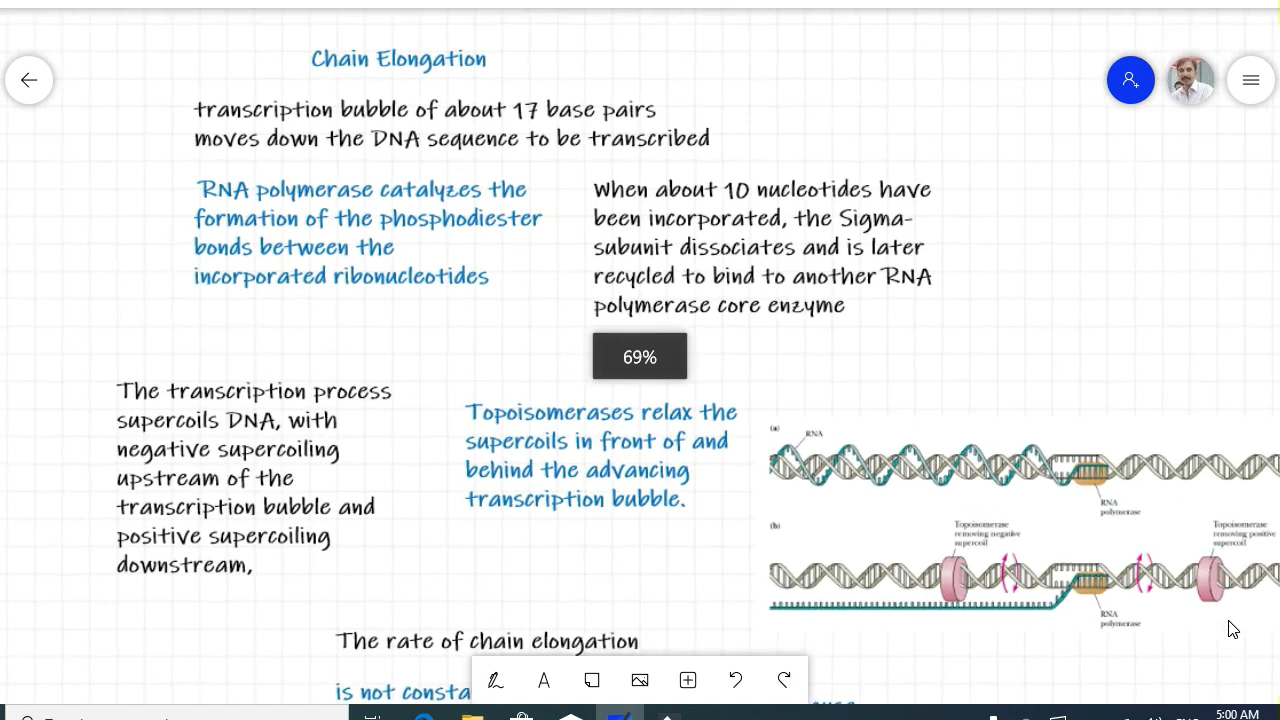 Chain Elongation
transcription bubble of about 17 base pairs
moves down the DNA sequence to be transcribed
RNA polymerase catalyzes the
formation of the phosphodiester
bonds between the
incorporated ribonucleotides
When about 10 nucleotides have
been incorporated, the Sigma-
subunit dissociates and is later
recycled to bind to another RNA
polymerase core enzyme
69%
The transcription process
supercoils DNA, with
negative supercoiling
upstream of the
transcription bubble and
positive supercoiling
downstream,
Topoisomerases relax the
supercoils in front of and
behind the advancing
transcription bubble.
(a)
RNA
RNA
polymerase
(b)
Topoisomerase
removing negative
supercoil
Topoisomerase
removing positive
supercoil
RNA
polymerase
The rate of chain elongation
is not consta
A
5:00 AM